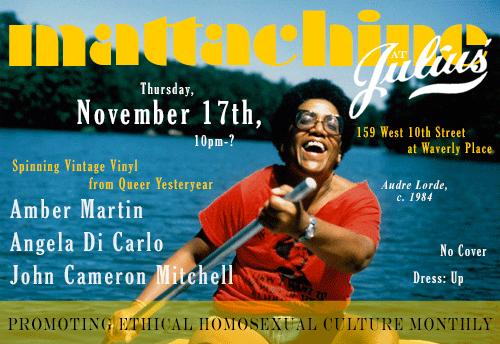 mattachine
AT Julius'
Thursday,
November 17th,
10pm-?
159 West 10th Street
at Waverly Place
Spinning Vintage Vinyl
from Queer Yesteryear
Amber Martin
Angela Di Carlo
John Cameron Mitchell
Audre Lorde,
c. 1984
No Cover
Dress: Up
PROMOTING ETHICAL HOMOSEXUAL CULTURE MONTHLY